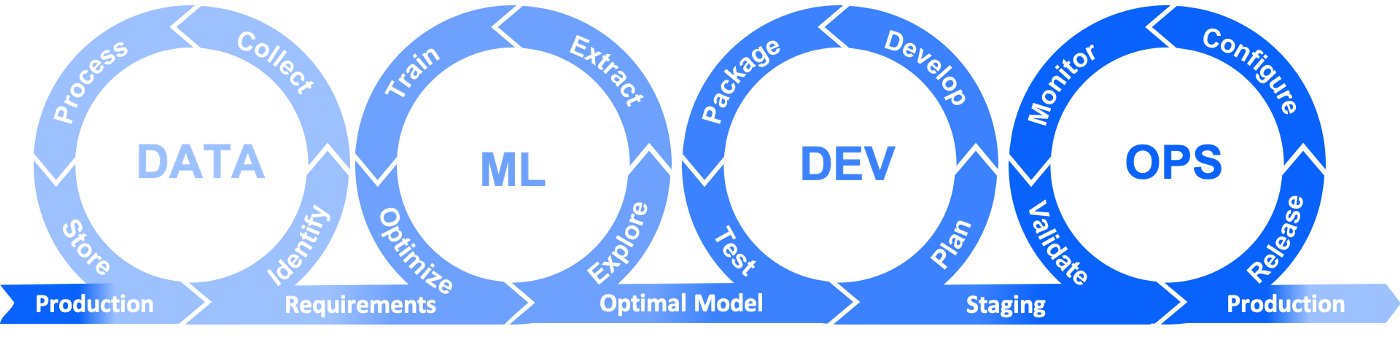 Process
Collect
DATA
Store
Identify
Train
Extract
ML
Optimize
Explore
Package
Develop
DEV
Test
Plan
Monitor
Configure
OPS
Validate
Release
Production
Requirements
Optimal Model
Staging
Production